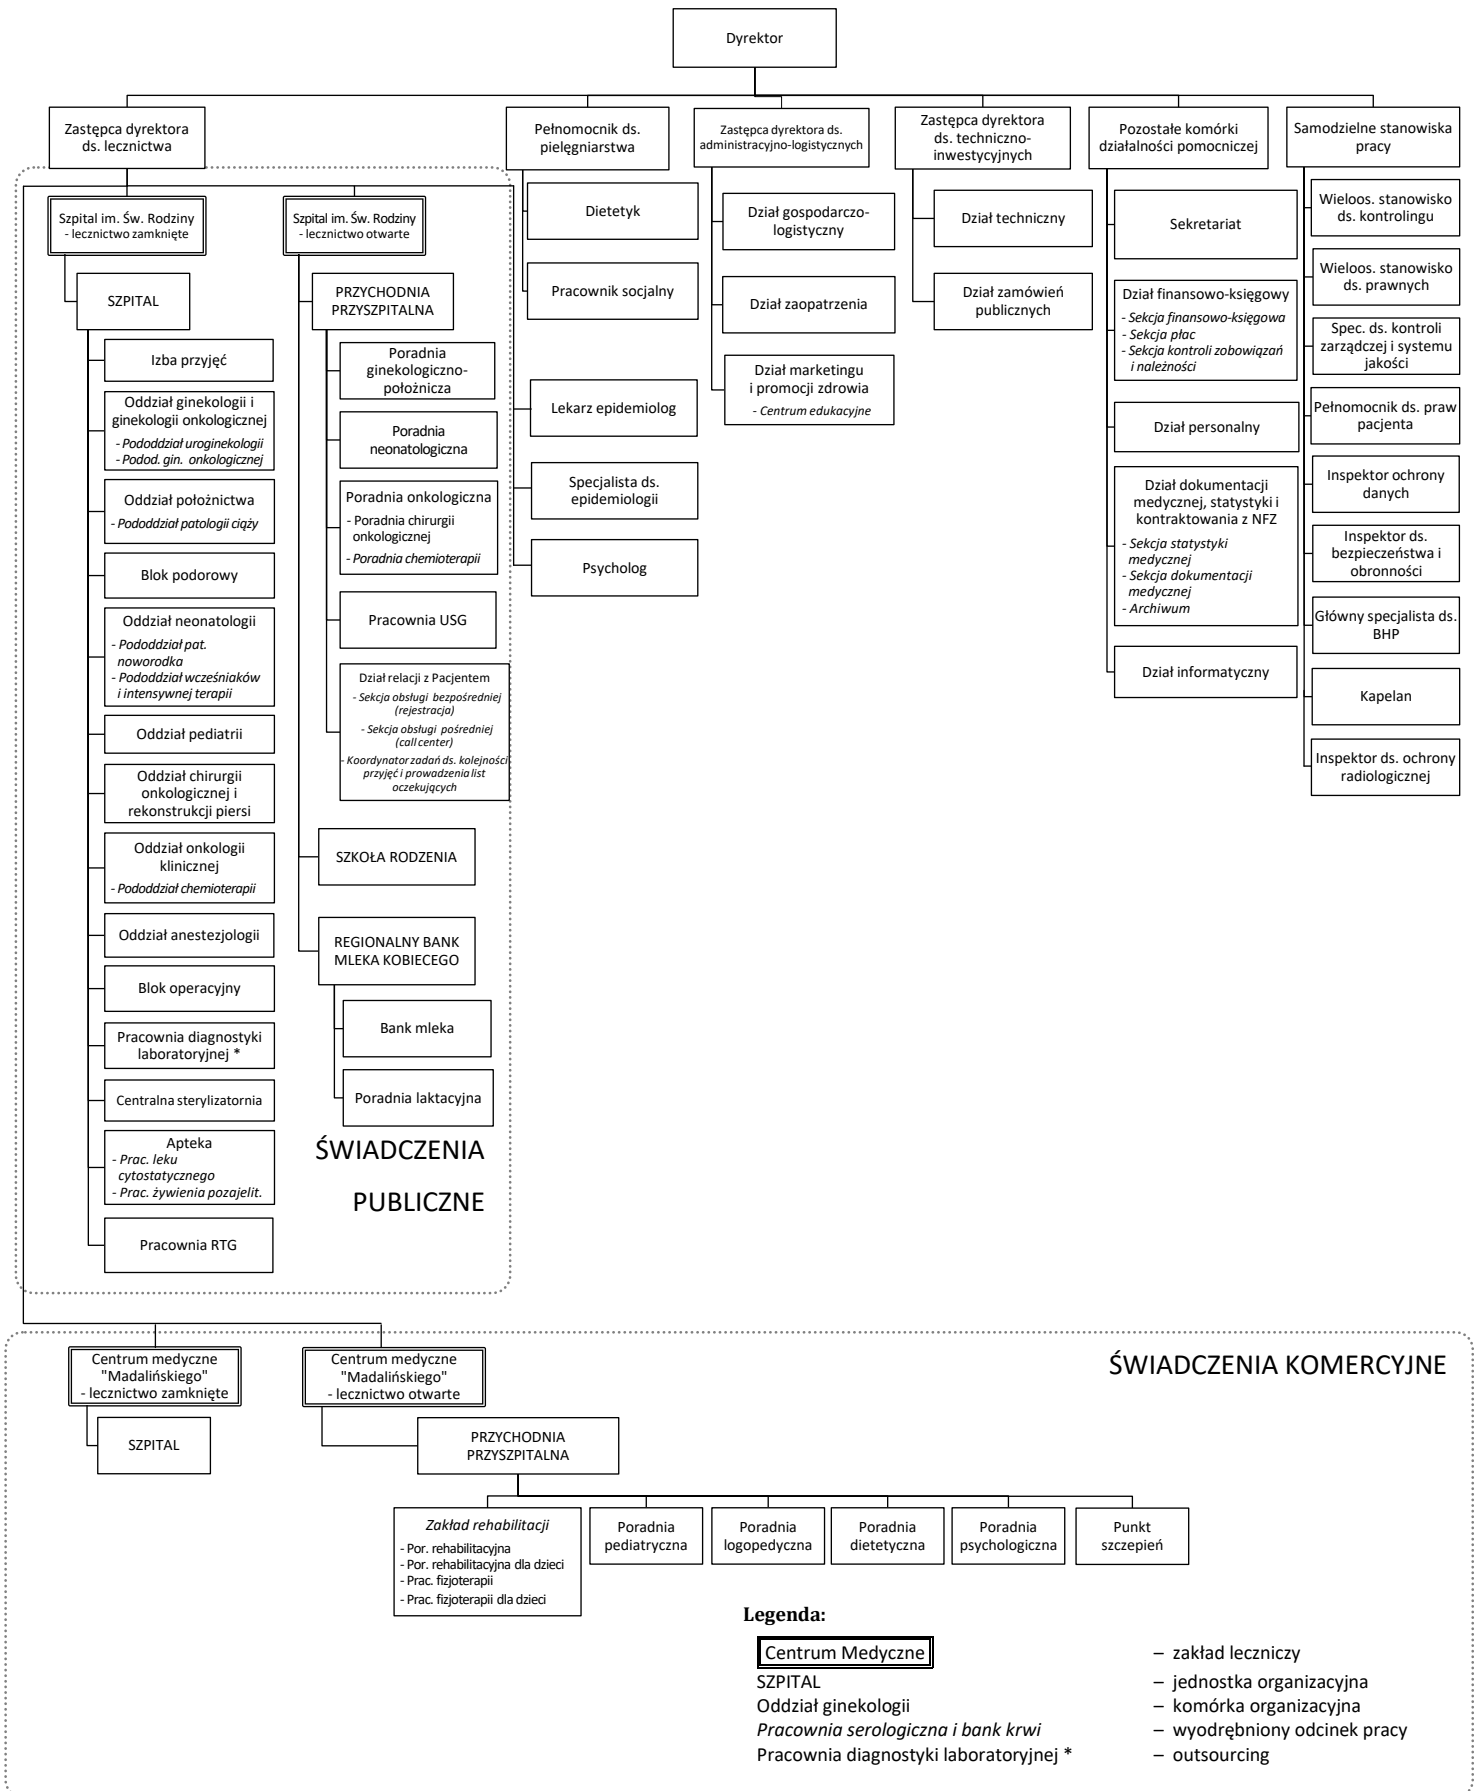 Dyrektor
Zastępca dyrektora
ds. lecznictwa
Pełnomocnik ds.
pielęgniarstwa
Zastępca dyrektora ds.
administracyjno-logistycznych
Zastępca dyrektora
ds. techniczno-
inwestycyjnych
Pozostałe komórki
działalności pomocniczej
Samodzielne stanowiska
pracy
Szpital im. Św. Rodziny
- lecznictwo zamknięte
SZPITAL
Izba przyjęć
Oddział ginekologii i
ginekologii onkologicznej
- Pododdział uroginekologii
- Podod. gin. onkologicznej
Oddział położnictwa
- Pododdział patologii ciąży
Blok podorowy
Oddział neonatologii
- Pododdział pat.
noworodka
- Pododdział wcześniaków
i intensywnej terapii
Oddział pediatrii
Oddział chirurgii
onkologicznej i
rekonstrukcji piersi
Oddział onkologii
klinicznej
- Pododdział chemioterapii
Oddział anestezjologii
Blok operacyjny
Pracownia diagnostyki
laboratoryjnej *
Centralna sterylizatornia
Apteka
- Prac. leku
cytostatycznego
- Prac. żywienia pozajelit.
Pracownia RTG
Szpital im. Św. Rodziny
- lecznictwo otwarte
PRZYCHODNIA
PRZYSZPITALNA
Poradnia
ginekologiczno-
położnicza
Poradnia
neonatologiczna
Poradnia onkologiczna
- Poradnia chirurgii
onkologicznej
- Poradnia chemioterapii
Pracownia USG
Dział relacji z Pacjentem
- Sekcja obsługi bezpośredniej
(rejestracja)
- Sekcja obsługi pośredniej
(call center)
- Koordynator zadań ds. kolejności
przyjęć i prowadzenia list
oczekujących
SZKOŁA RODZENIA
REGIONALNY BANK
MLEKA KOBIECEGO
Bank mleka
Poradnia laktacyjna
ŚWIADCZENIA
PUBLICZNE
Dietetyk
Pracownik socjalny
Lekarz epidemiolog
Specjalista ds.
epidemiologii
Psycholog
Dział gospodarczo-
logistyczny
Dział zaopatrzenia
Dział marketingu
i promocji zdrowia
- Centrum edukacyjne
Dział techniczny
Dział zamówień
publicznych
Sekretariat
Dział finansowo-księgowy
- Sekcja finansowo-księgowa
- Sekcja płac
- Sekcja kontroli zobowiązań
i należności
Dział personalny
Dział dokumentacji
medycznej, statystyki i
kontraktowania z NFZ
- Sekcja statystyki
medycznej
- Sekcja dokumentacji
medycznej
- Archiwum
Dział informatyczny
Wieloos. stanowisko
ds. kontrolingu
Wieloos. stanowisko
ds. prawnych
Spec. ds. kontroli
zarządczej i systemu
jakości
Pełnomocnik ds. praw
pacjenta
Inspektor ochrony
danych
Inspektor ds.
bezpieczeństwa i
obronności
Główny specjalista ds.
BHP
Kapelan
Inspektor ds. ochrony
radiologicznej
ŚWIADCZENIA KOMERCYJNE
Centrum medyczne
"Madalińskiego"
- lecznictwo zamknięte
SZPITAL
Centrum medyczne
"Madalińskiego"
- lecznictwo otwarte
PRZYCHODNIA
PRZYSZPITALNA
Zakład rehabilitacji
- Por. rehabilitacyjna
- Por. rehabilitacyjna dla dzieci
- Prac. fizjoterapii
- Prac. fizjoterapii dla dzieci
Poradnia
pediatryczna
Poradnia
logopedyczna
Poradnia
dietetyczna
Poradnia
psychologiczna
Punkt
szczepień
Legenda:
Centrum Medyczne – zakład leczniczy
SZPITAL – jednostka organizacyjna
Oddział ginekologii – komórka organizacyjna
Pracownia serologiczna i bank krwi – wyodrębniony odcinek pracy
Pracownia diagnostyki laboratoryjnej * – outsourcing